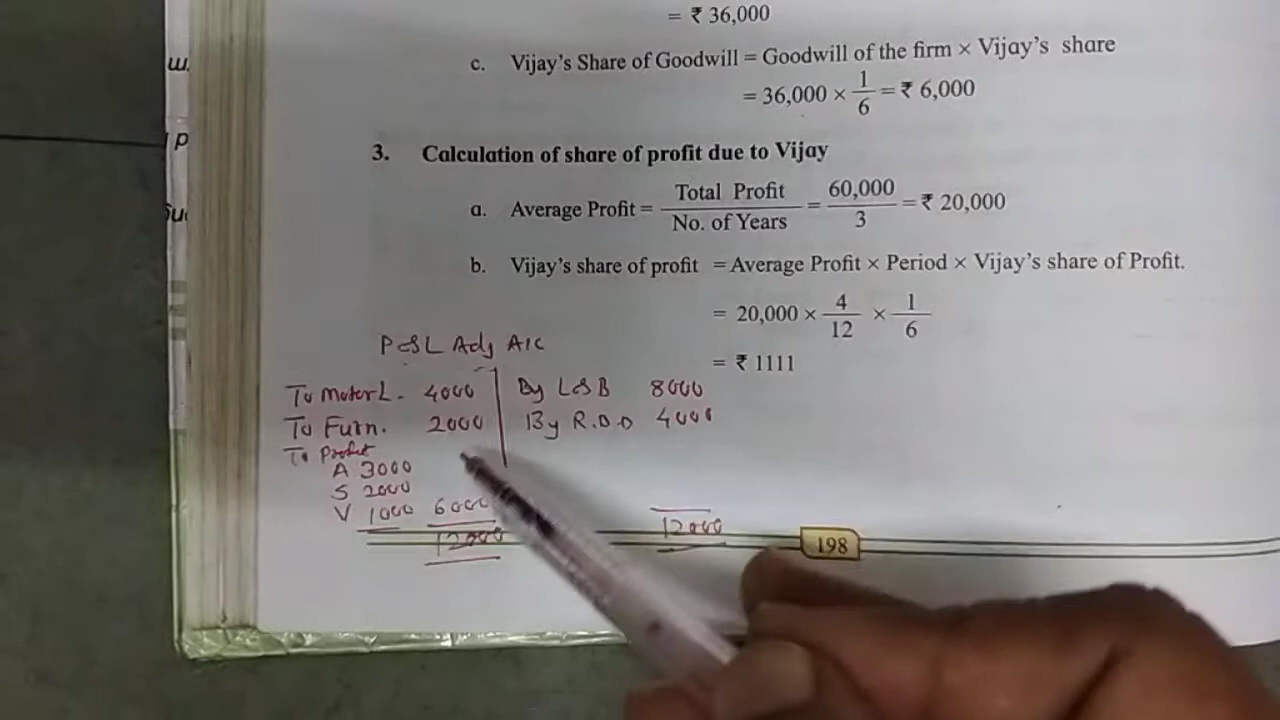 = ₹ 36,000
c. Vijay's Share of Goodwill = Goodwill of the firm × Vijay's share
= 36,000 × 1/6 = ₹ 6,000
3. Calculation of share of profit due to Vijay
a. Average Profit = Total Profit / No. of Years = 60,000 / 3 = ₹ 20,000
b. Vijay's share of profit = Average Profit × Period × Vijay's share of Profit.
= 20,000 × 4/12 × 1/6
= ₹ 1111
P&L Adj A/C
To Motor L. 4000 By L&B 8000
To Furn. 2000 By R.D.D 4000
To Profit
A 3000
S 2000
V 1000 6000
12000 12000
198